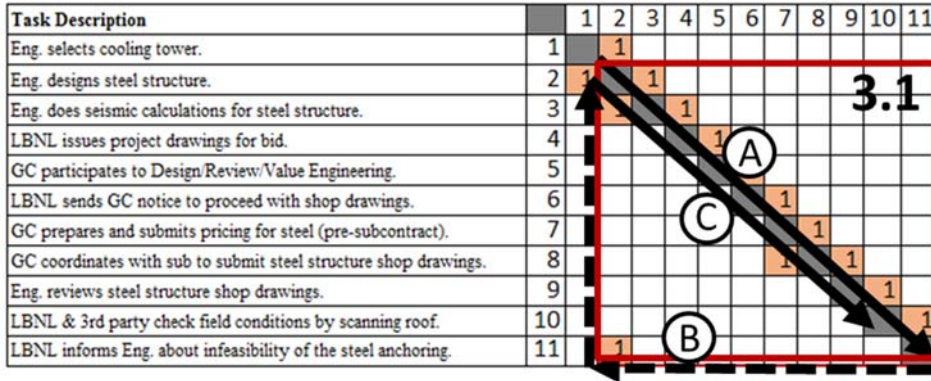 Task Description 1 2 3 4 5 6 7 8 9 10 11
Eng. selects cooling tower. 1 1
Eng. designs steel structure. 2 1 1
3.1
Eng. does seismic calculations for steel structure. 3 1 1
LBNL issues project drawings for bid. 4 1
A
GC participates to Design/Review/Value Engineering. 5
LBNL sends GC notice to proceed with shop drawings. 6 1
C
GC prepares and submits pricing for steel (pre-subcontract). 7 1
GC coordinates with sub to submit steel structure shop drawings. 8 1 1
Eng. reviews steel structure shop drawings. 9 1
LBNL & 3rd party check field conditions by scanning roof. 10 1
B
LBNL informs Eng. about infeasibility of the steel anchoring. 11 1